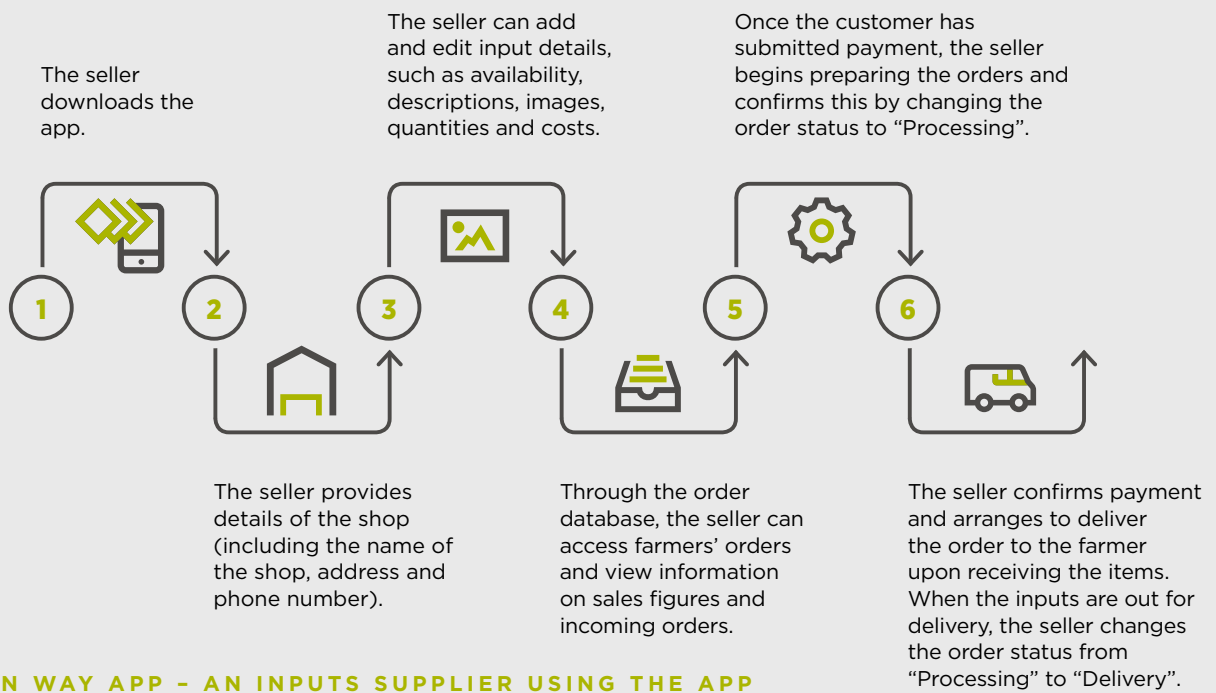 The seller
downloads the
app.
The seller can add
and edit input details,
such as availability,
descriptions, images,
quantities and costs.
Once the customer has
submitted payment, the seller
begins preparing the orders and
confirms this by changing the
order status to “Processing”.
1
2
3
4
5
6
The seller provides
details of the shop
(including the name of
the shop, address and
phone number).
Through the order
database, the seller can
access farmers’ orders
and view information
on sales figures and
incoming orders.
The seller confirms payment
and arranges to deliver
the order to the farmer
upon receiving the items.
When the inputs are out for
delivery, the seller changes
the order status from
“Processing” to “Delivery”.
N WAY APP – AN INPUTS SUPPLIER USING THE APP